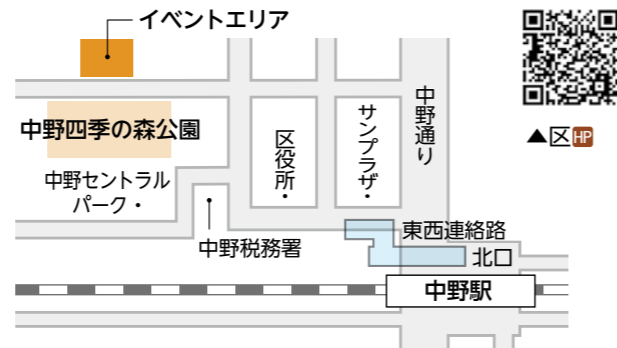 イベントエリア
中野四季の森公園
中野セントラル
パーク・
区役所・
サンプラザ・
中野通り
▲区HP
東西連絡路
北口
中野税務署
中野駅